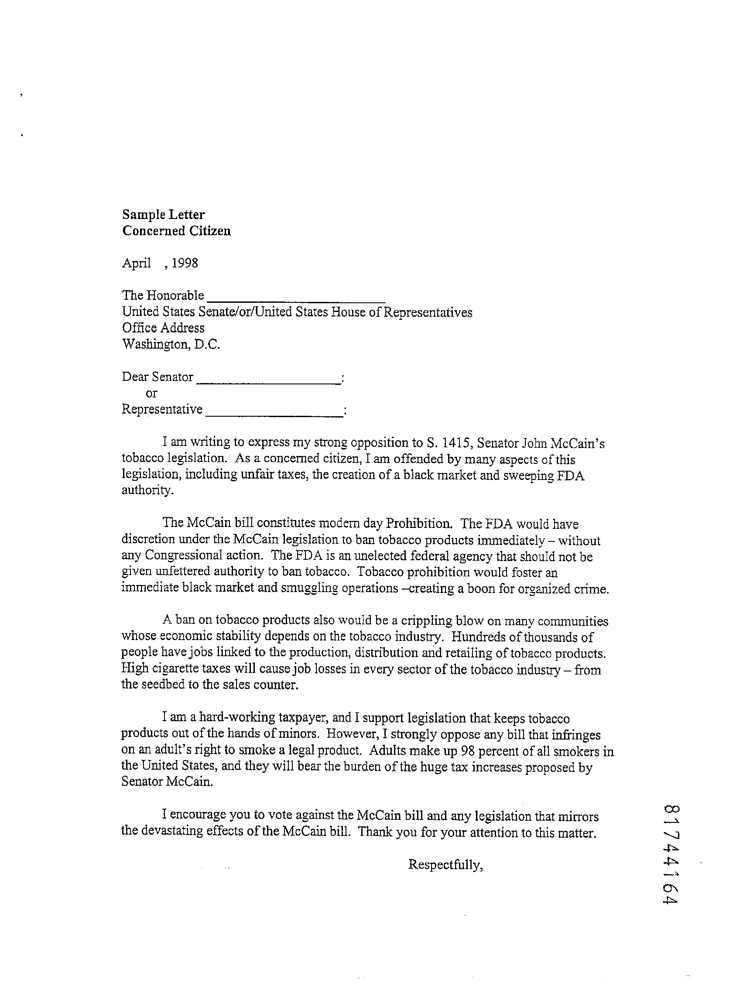 Sample Letter
Concerned Citizen
April , 1998
The Honorable
United States Senate/or/United States House of Representatives
Office Address
Washington, D.C.
Dear Senator :
or
Representative :
I am writing to express my strong opposition to S. 1415, Senator John McCain's
tobacco legislation. As a concerned citizen, I am offended by many aspects of this
legislation, including unfair taxes, the creation of a black market and sweeping FDA
authority.
The McCain bill constitutes modern day Prohibition. The FDA would have
discretion under the McCain legislation to ban tobacco products immediately – without
any Congressional action. The FDA is an unelected federal agency that should not be
given unfettered authority to ban tobacco. Tobacco prohibition would foster an
immediate black market and smuggling operations –creating a boon for organized crime.
A ban on tobacco products also would be a crippling blow on many communities
whose economic stability depends on the tobacco industry. Hundreds of thousands of
people have jobs linked to the production, distribution and retailing of tobacco products.
High cigarette taxes will cause job losses in every sector of the tobacco industry – from
the seedbed to the sales counter.
I am a hard-working taxpayer, and I support legislation that keeps tobacco
products out of the hands of minors. However, I strongly oppose any bill that infringes
on an adult's right to smoke a legal product. Adults make up 98 percent of all smokers in
the United States, and they will bear the burden of the huge tax increases proposed by
Senator McCain.
I encourage you to vote against the McCain bill and any legislation that mirrors
the devastating effects of the McCain bill. Thank you for your attention to this matter.
Respectfully,
81744164